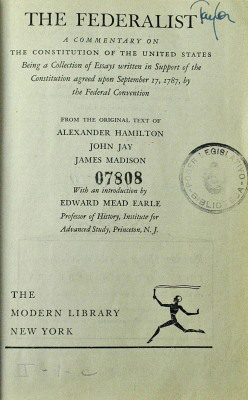 Taylor
THE FEDERALIST
A COMMENTARY ON
THE CONSTITUTION OF THE UNITED STATES
Being a Collection of Essays written in Support of the
Constitution agreed upon September 17, 1787, by
the Federal Convention
FROM THE ORIGINAL TEXT OF
ALEXANDER HAMILTON
JOHN JAY
JAMES MADISON
07808
With an introduction by
EDWARD MEAD EARLE
Professor of History, Institute for
Advanced Study, Princeton, N. J.
THE
MODERN LIBRARY
NEW YORK
I-1-C